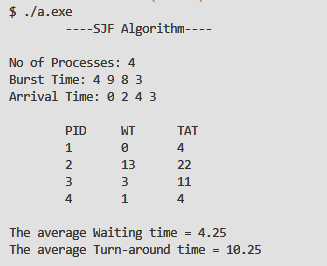 $ ./a.exe
----SJF Algorithm----
No of Processes: 4
Burst Time: 4 9 8 3
Arrival Time: 0 2 4 3
PID WT TAT
1 0 4
2 13 22
3 3 11
4 1 4
The average Waiting time = 4.25
The average Turn-around time = 10.25